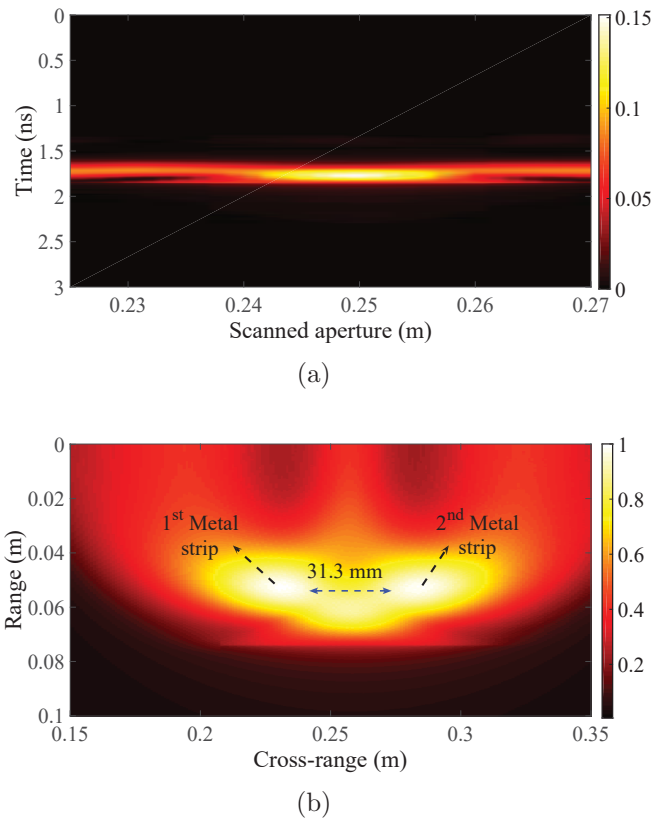 0
0.15
Time (ns)
1
0.1
1.5
2
0.05
2.5
3
0
0.23
0.24
0.25
0.26
0.27
Scanned aperture (m)
(a)
0
1
0.02
0.8
1st Metal
strip
2nd Metal
strip
Range (m)
0.04
0.6
31.3 mm
0.06
0.4
0.08
0.2
0.1
0.15
0.2
0.25
0.3
0.35
Cross-range (m)
(b)